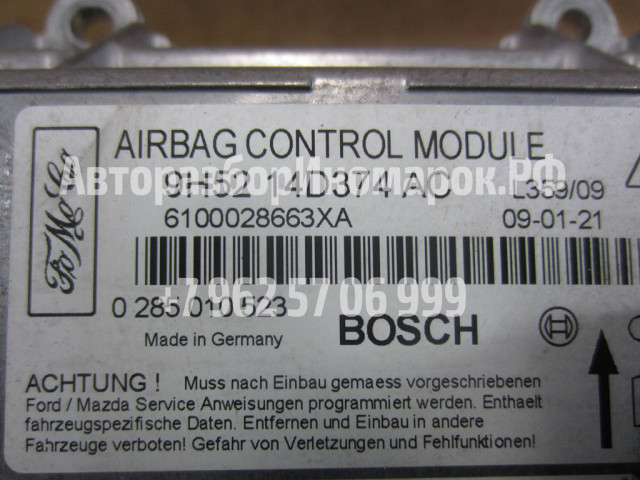 AIRBAG CONTROL MODULE
9H52 14D374 AC L359/09
6100028663XA 09-01-21
FoMoCo
АвторазборИзмарок.РФ
+7 962 57 06 999
0 285 010 523
Made in Germany BOSCH
ACHTUNG ! Muss nach Einbau gemaess vorgeschriebenen
Ford / Mazda Service Anweisungen programmiert werden. Enthaelt
fahrzeugspezifische Daten. Entfernen und Einbau in andere
Fahrzeuge verboten! Gefahr von Verletzungen und Fehlfunktionen!